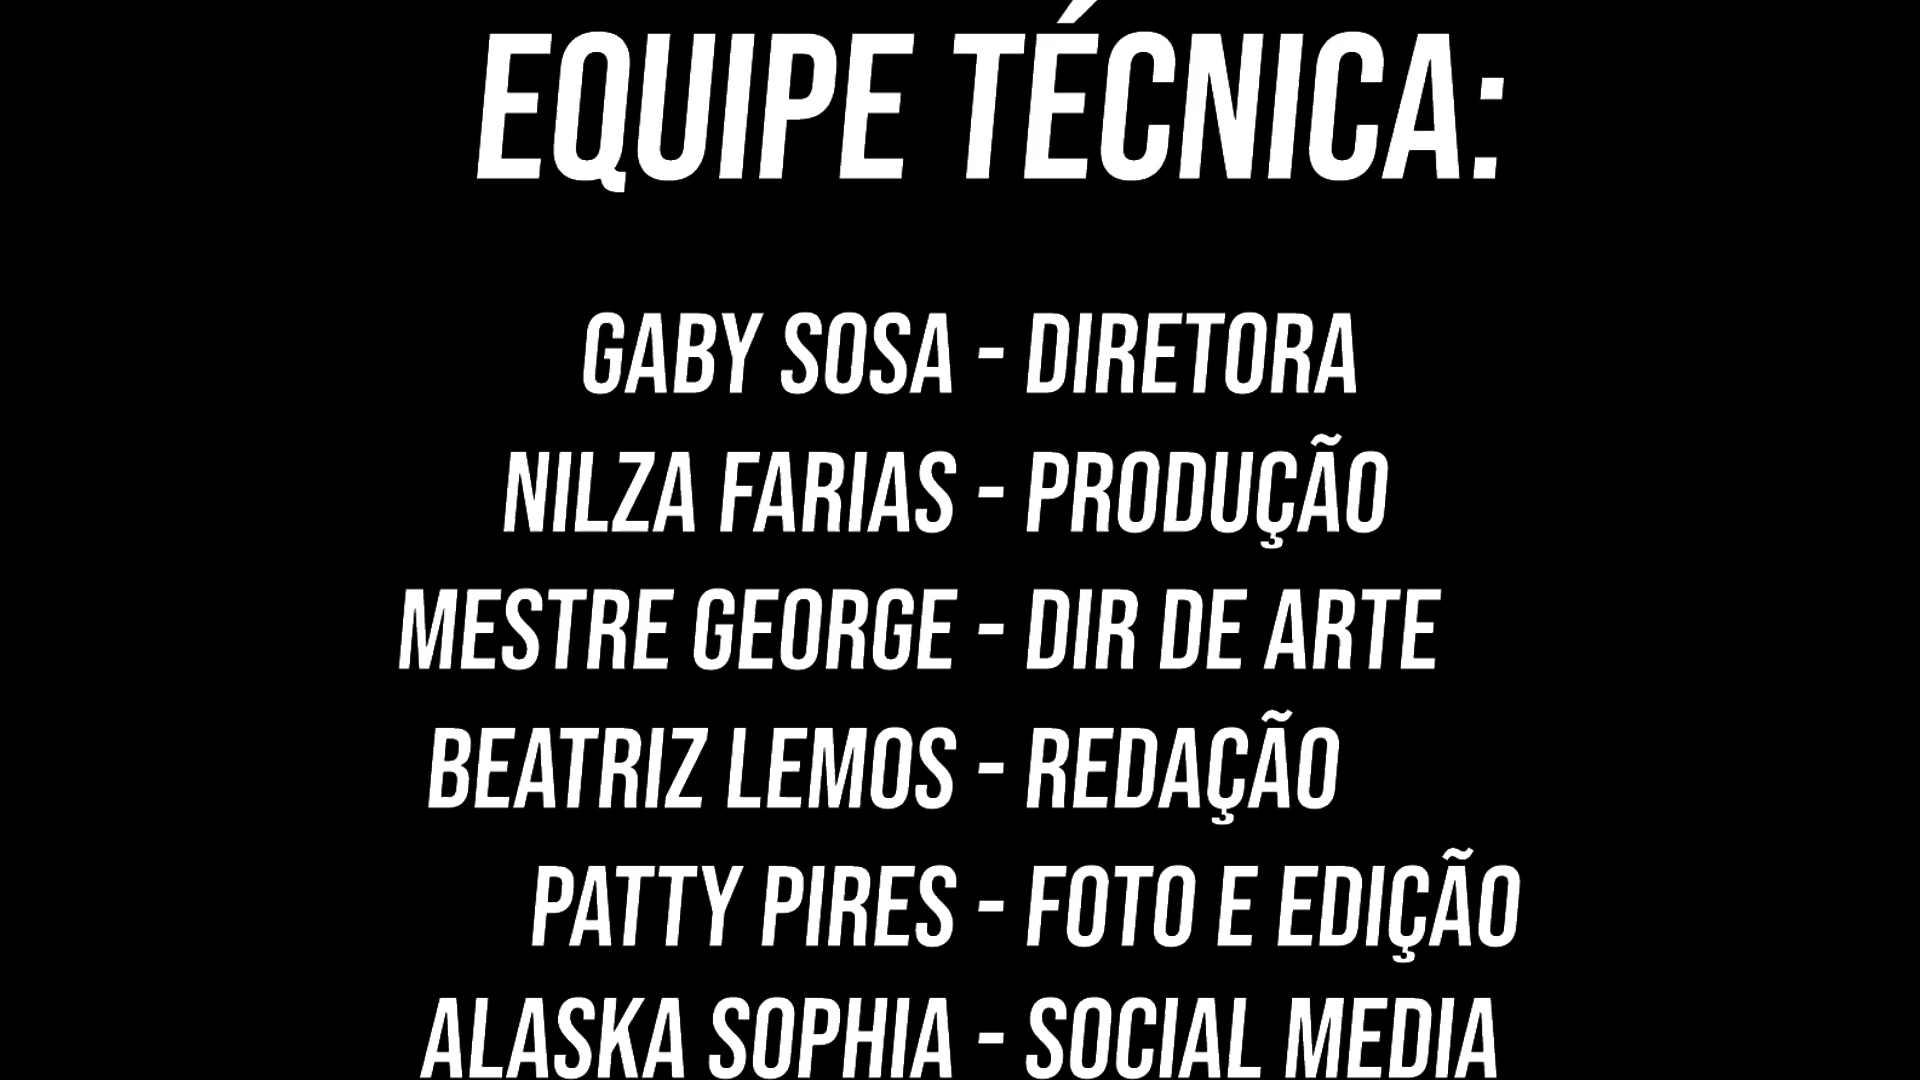 EQUIPE TÉCNICA:
GABY SOSA - DIRETORA
NILZA FARIAS - PRODUÇÃO
MESTRE GEORGE - DIR DE ARTE
BEATRIZ LEMOS - REDAÇÃO
PATTY PIRES - FOTO E EDIÇÃO
ALASKA SOPHIA - SOCIAL MEDIA